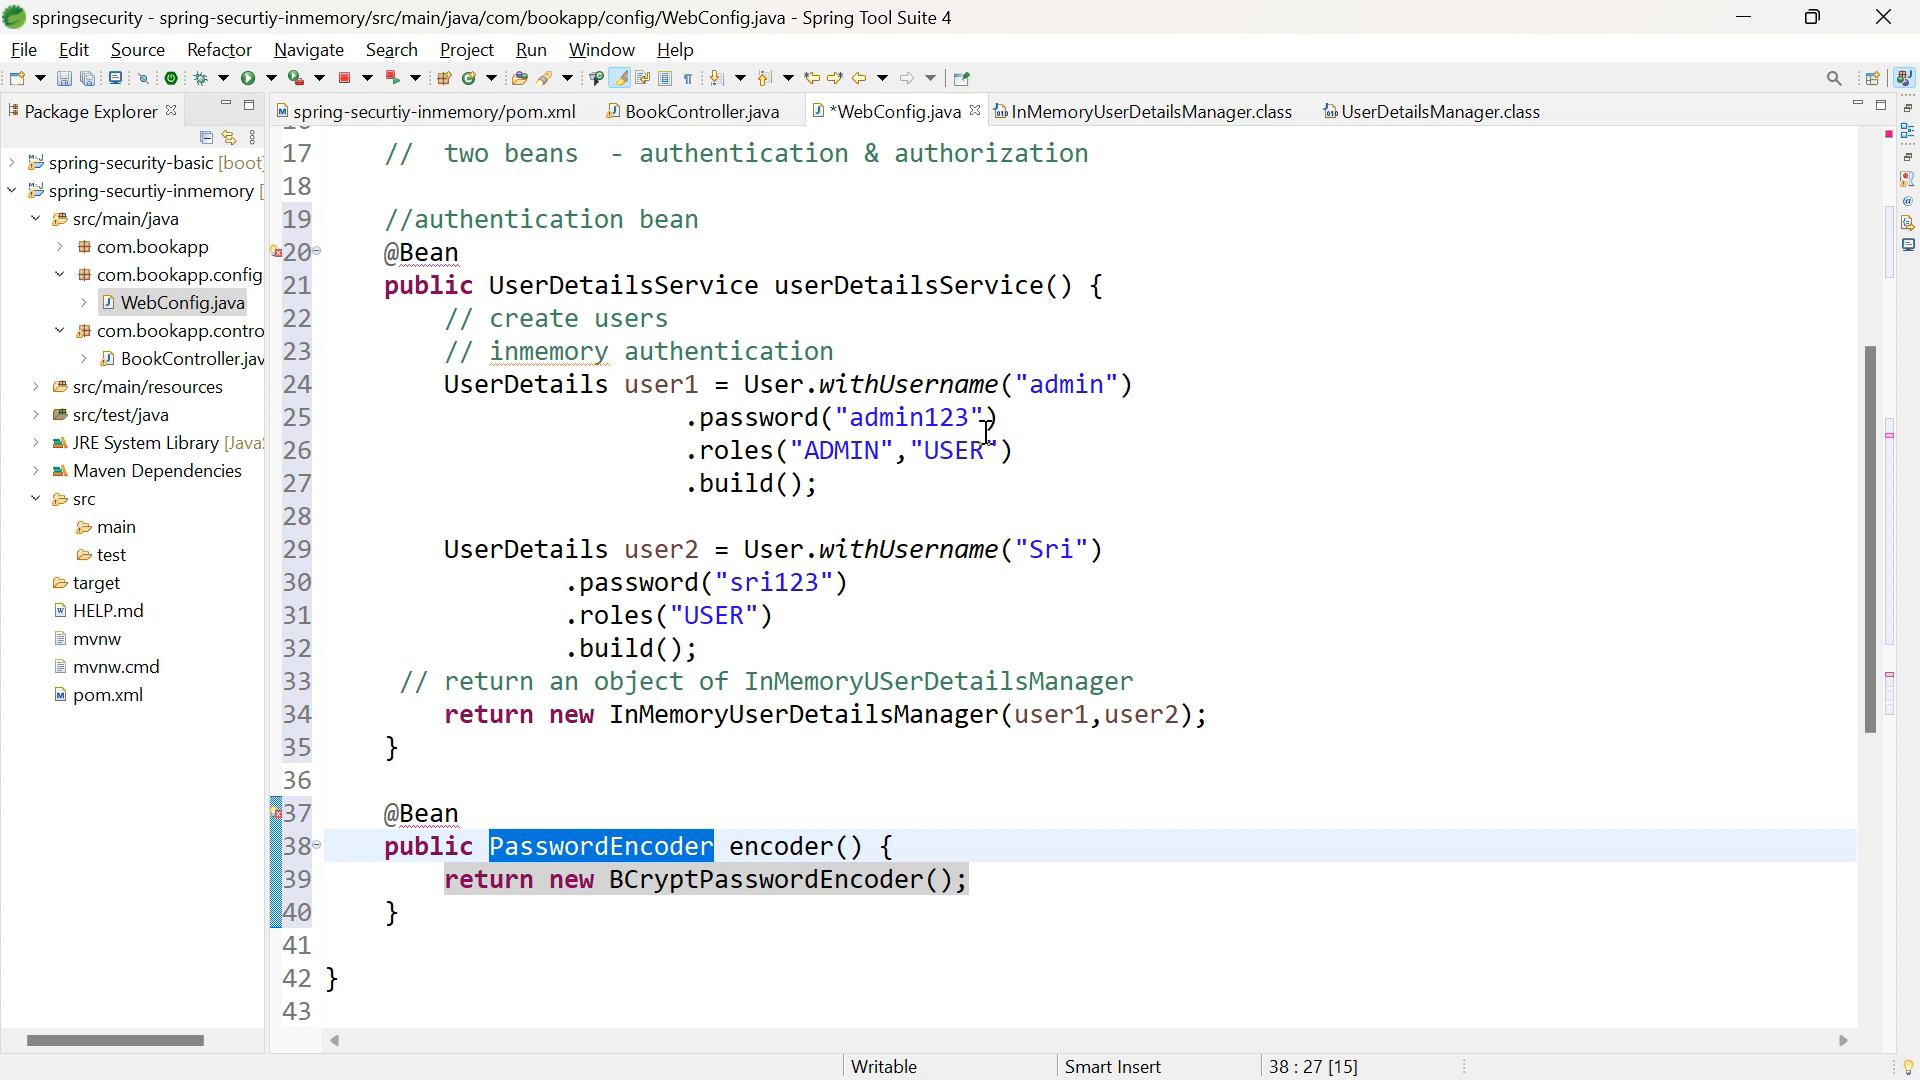 springsecurity - spring-securtiy-inmemory/src/main/java/com/bookapp/config/WebConfig.java - Spring Tool Suite 4
File Edit Source Refactor Navigate Search Project Run Window Help
Package Explorer
spring-securtiy-inmemory/pom.xml BookController.java *WebConfig.java InMemoryUserDetailsManager.class UserDetailsManager.class
spring-security-basic [boot]
spring-securtiy-inmemory [
src/main/java
com.bookapp
com.bookapp.config
WebConfig.java
com.bookapp.contro
BookController.jav
src/main/resources
src/test/java
JRE System Library [Java
Maven Dependencies
src
main
test
target
HELP.md
mvnw
mvnw.cmd
pom.xml
17 // two beans - authentication & authorization
18
19 //authentication bean
20 @Bean
21 public UserDetailsService userDetailsService() {
22 // create users
23 // inmemory authentication
24 UserDetails user1 = User.withUsername("admin")
25 .password("admin123")
26 .roles("ADMIN","USER")
27 .build();
28
29 UserDetails user2 = User.withUsername("Sri")
30 .password("sri123")
31 .roles("USER")
32 .build();
33 // return an object of InMemoryUSerDetailsManager
34 return new InMemoryUserDetailsManager(user1,user2);
35 }
36
37 @Bean
38 public PasswordEncoder encoder() {
39 return new BCryptPasswordEncoder();
40 }
41
42 }
43
Writable Smart Insert 38 : 27 [15]